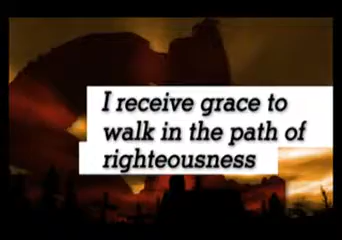 I receive grace to
walk in the path of
righteousness